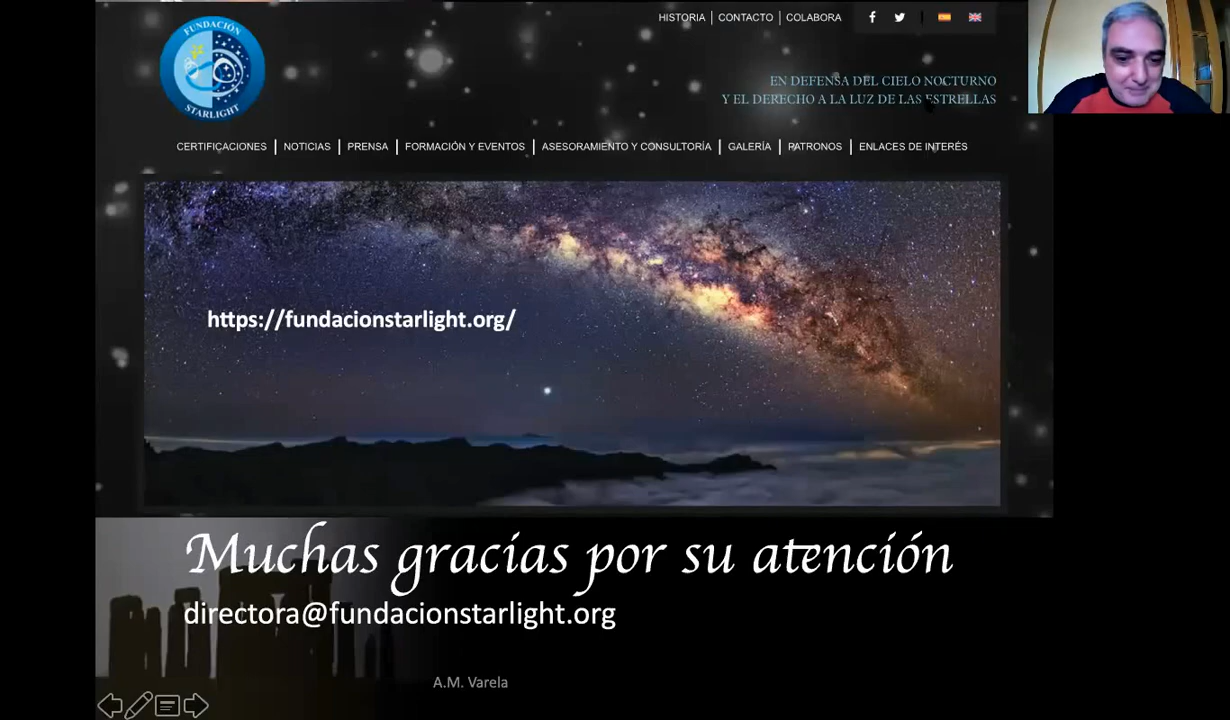 FUNDACIÓN
STARLIGHT
HISTORIA
CONTACTO
COLABORA
EN DEFENSA DEL CIELO NOCTURNO
Y EL DERECHO A LA LUZ DE LAS ESTRELLAS
CERTIFICACIONES
NOTICIAS
PRENSA
FORMACIÓN Y EVENTOS
ASESORAMIENTO Y CONSULTORÍA
GALERÍA
PATRONOS
ENLACES DE INTERÉS
https://fundacionstarlight.org/
Muchas gracias por su atención
directora@fundacionstarlight.org
A.M. Varela